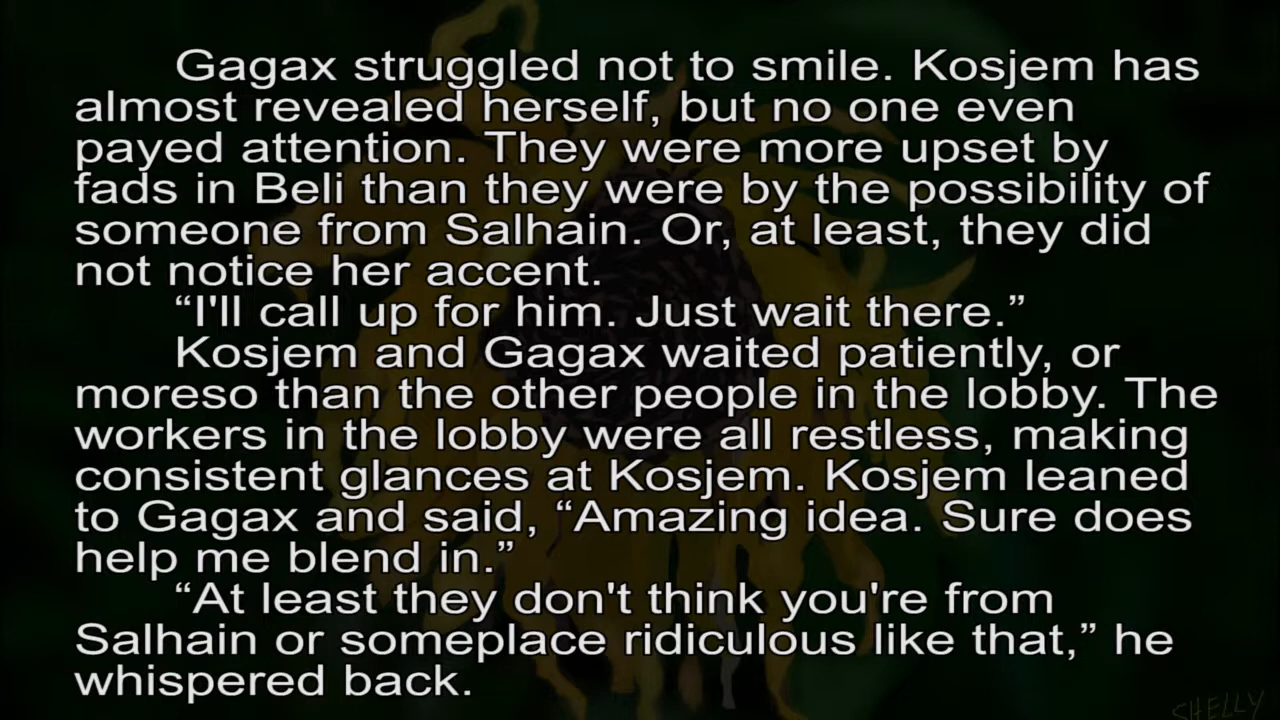 Gagax struggled not to smile. Kosjem has
almost revealed herself, but no one even
payed attention. They were more upset by
fads in Beli than they were by the possibility of
someone from Salhain. Or, at least, they did
not notice her accent.
“I'll call up for him. Just wait there.”
Kosjem and Gagax waited patiently, or
moreso than the other people in the lobby. The
workers in the lobby were all restless, making
consistent glances at Kosjem. Kosjem leaned
to Gagax and said, “Amazing idea. Sure does
help me blend in.”
“At least they don't think you're from
Salhain or someplace ridiculous like that,” he
whispered back.
SHELLY